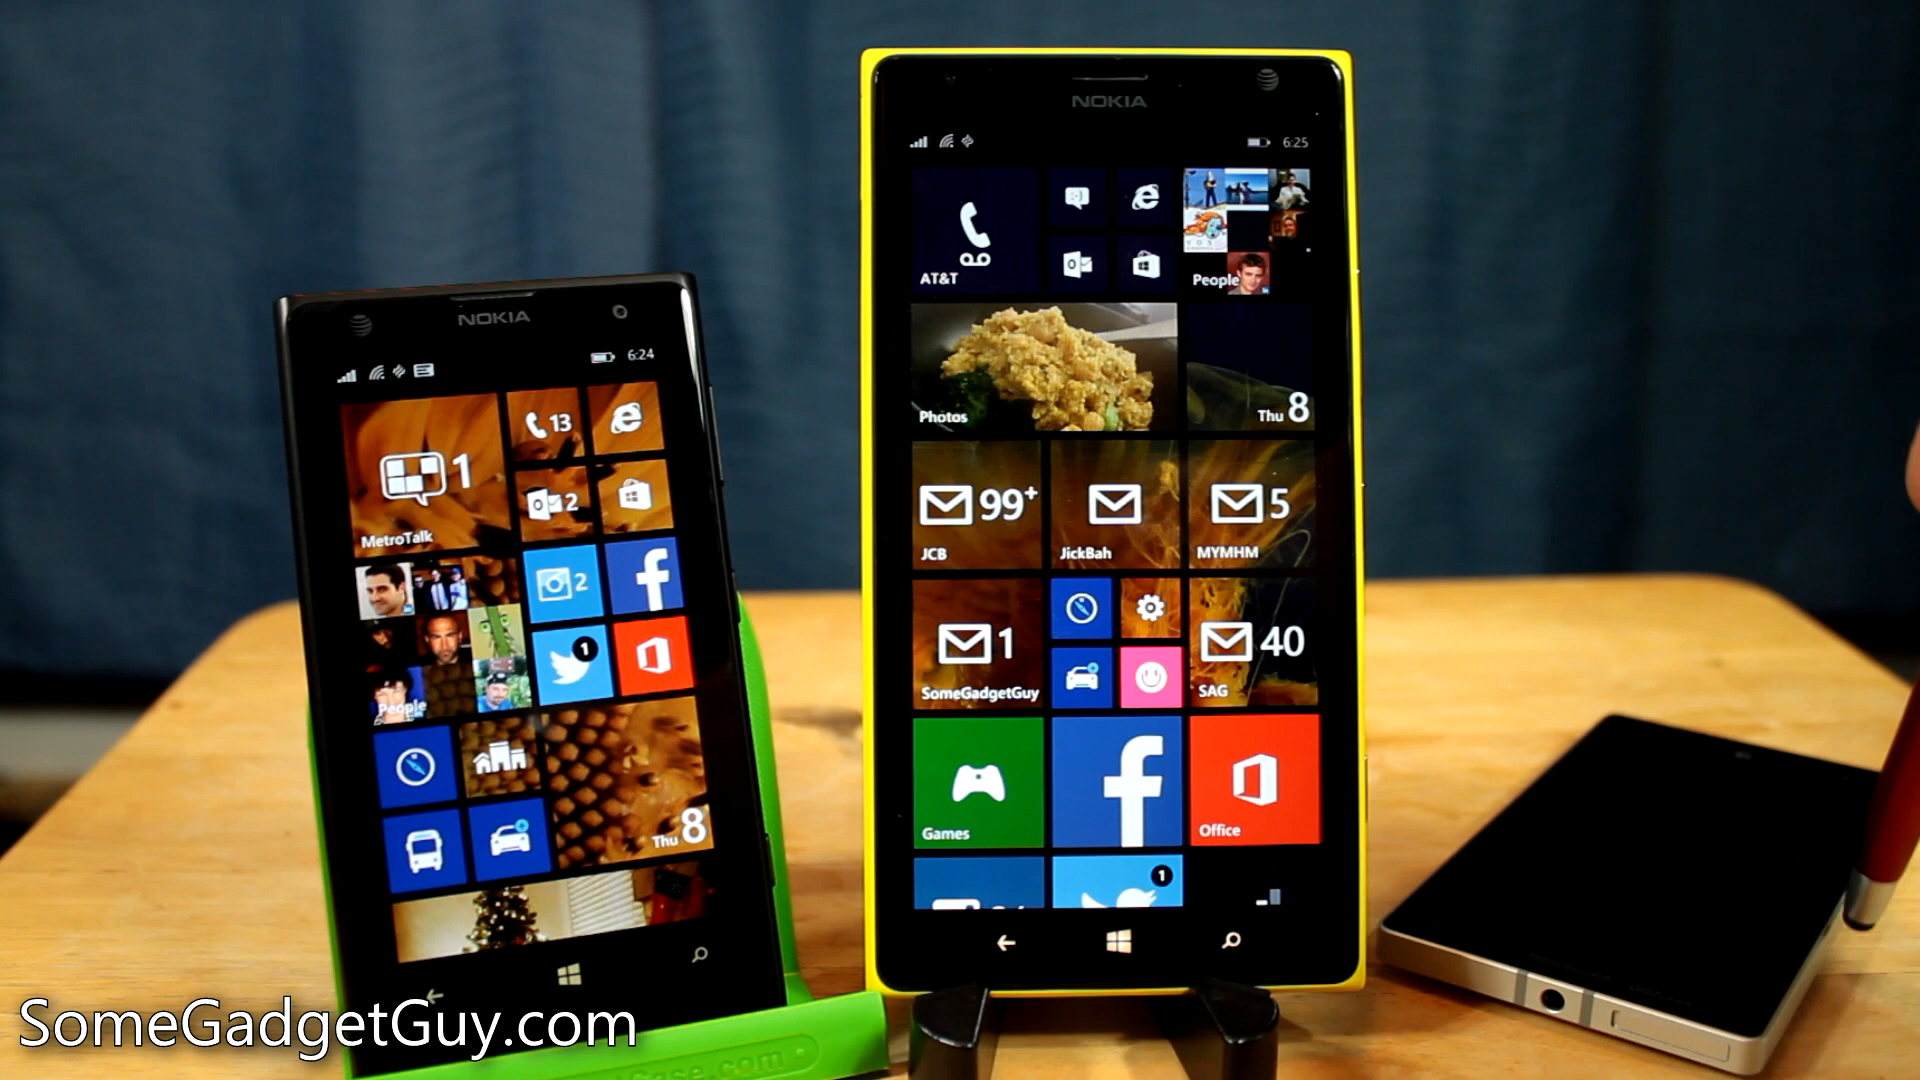 NOKIA
6:24
1
MetroTalk
13
2
2
1
People
Thu 8
NOKIA
6:25
AT&T
People
Photos
Thu 8
99+
JCB
JickBah
5
MYMHM
1
SomeGadgetGuy
40
SAG
Games
Office
1
SomeGadgetGuy.com